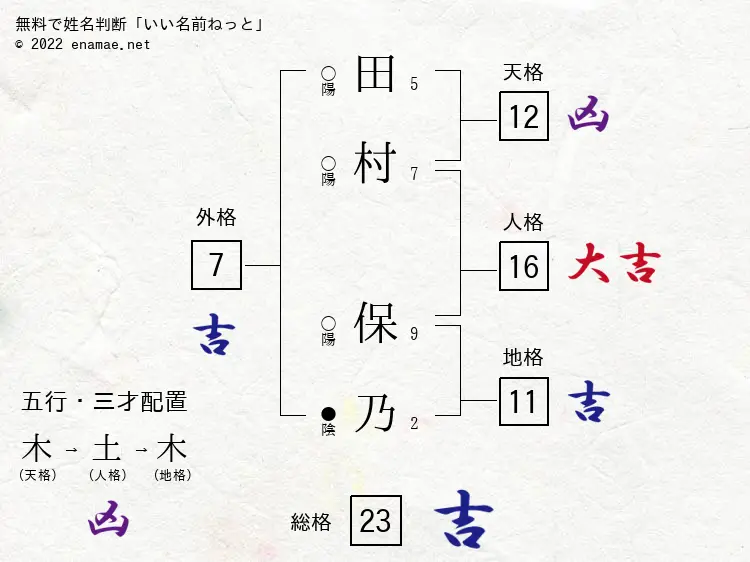 無料で姓名判断「いい名前ねっと」
© 2022 enamae.net
天格
○陽
田
5
12
凶
○陽
村
7
外格
7
吉
人格
16
大吉
○陽
保
9
地格
11
吉
●陰
乃
2
五行・三才配置
木→土→木
(天格) (人格) (地格)
凶
総格
23
吉